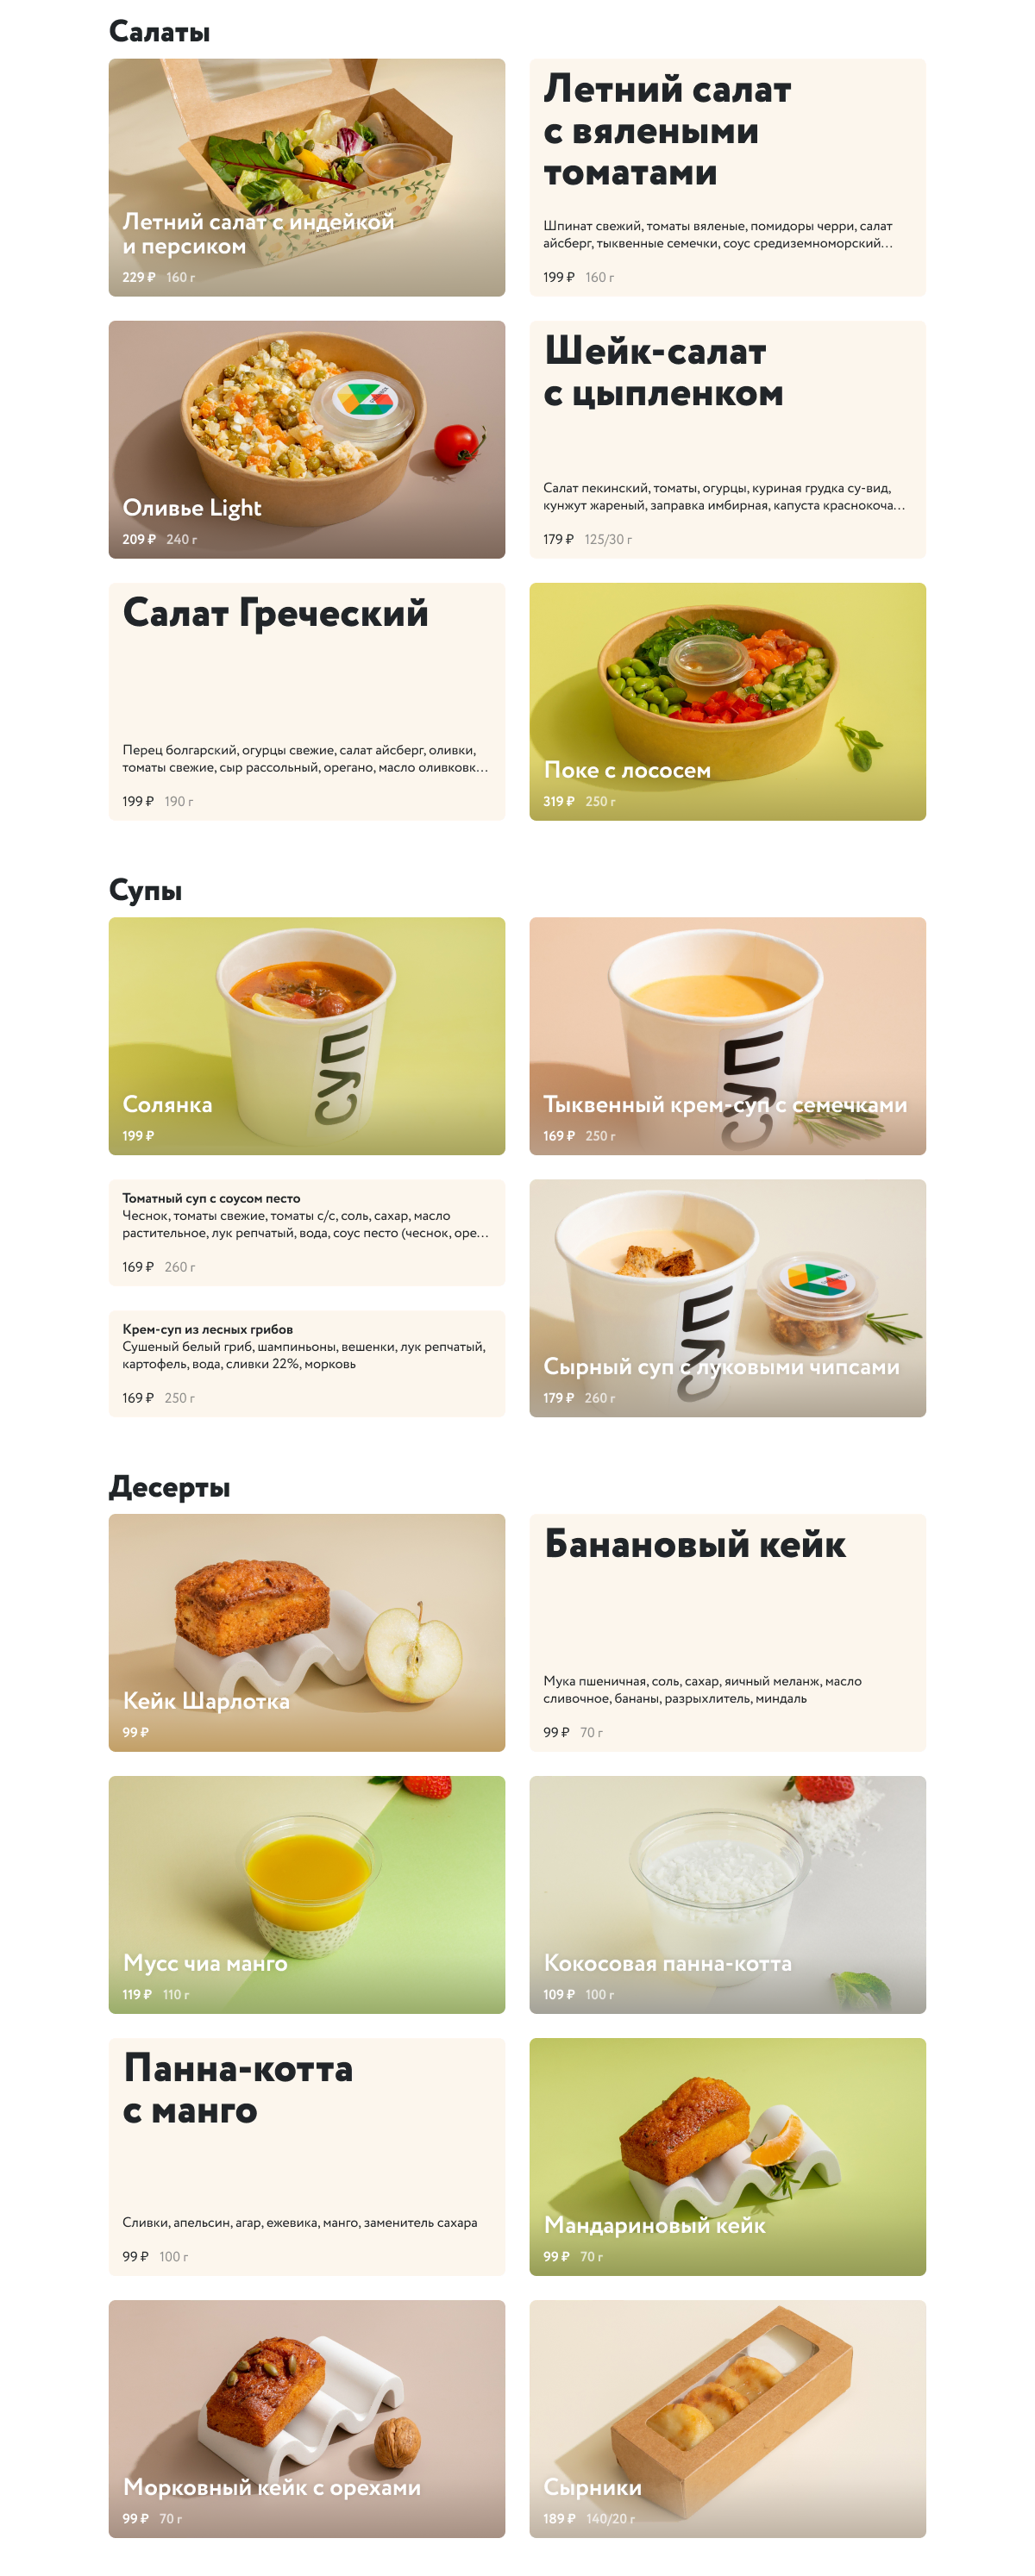 Салаты
Летний салат с индейкой
и персиком
229 ₽ 160 г
Летний салат
с вялеными
томатами
Шпинат свежий, томаты вяленые, помидоры черри, салат
айсберг, тыквенные семечки, соус средиземноморский...
199 ₽ 160 г
Оливье Light
209 ₽ 240 г
Шейк-салат
с цыпленком
Салат пекинский, томаты, огурцы, куриная грудка су-вид,
кунжут жареный, заправка имбирная, капуста краснокоча...
179 ₽ 125/30 г
Салат Греческий
Перец болгарский, огурцы свежие, салат айсберг, оливки,
томаты свежие, сыр рассольный, орегано, масло оливковк...
199 ₽ 190 г
Поке с лососем
319 ₽ 250 г
Супы
суп
Солянка
199 ₽
суп
Тыквенный крем-суп с семечками
169 ₽ 250 г
Томатный суп с соусом песто
Чеснок, томаты свежие, томаты с/с, соль, сахар, масло
растительное, лук репчатый, вода, соус песто (чеснок, оре...
169 ₽ 260 г
Крем-суп из лесных грибов
Сушеный белый гриб, шампиньоны, вешенки, лук репчатый,
картофель, вода, сливки 22%, морковь
169 ₽ 250 г
суп
Сырный суп с луковыми чипсами
179 ₽ 260 г
Десерты
Кейк Шарлотка
99 ₽
Банановый кейк
Мука пшеничная, соль, сахар, яичный меланж, масло
сливочное, бананы, разрыхлитель, миндаль
99 ₽ 70 г
Мусс чиа манго
119 ₽ 110 г
Кокосовая панна-котта
109 ₽ 100 г
Панна-котта
с манго
Сливки, апельсин, агар, ежевика, манго, заменитель сахара
99 ₽ 100 г
Мандариновый кейк
99 ₽ 70 г
Морковный кейк с орехами
99 ₽ 70 г
Сырники
189 ₽ 140/20 г